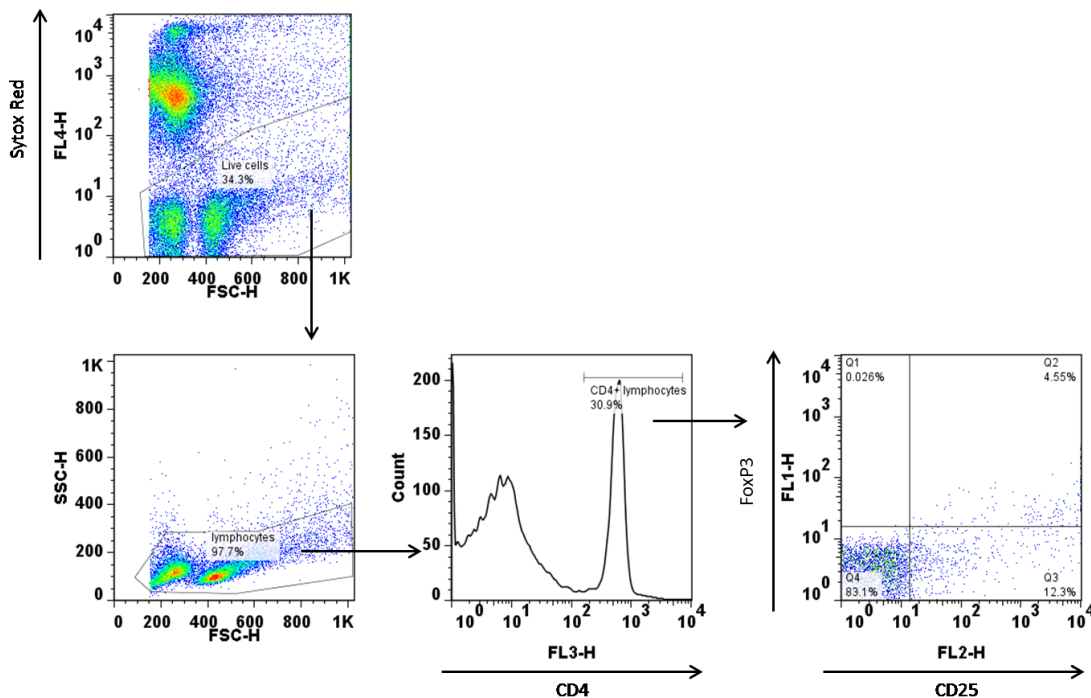 Sytox Red
FL4-H
10^4
10^3
10^2
10^1
10^0
Live cells
34.3%
0 200 400 600 800 1K
FSC-H
SSC-H
1K
800
600
400
200
0
lymphocytes
97.7%
0 200 400 600 800 1K
FSC-H
Count
200
150
100
50
0
CD4+ lymphocytes
30.9%
10^0 10^1 10^2 10^3 10^4
FL3-H
CD4
FoxP3
FL1-H
10^4
10^3
10^2
10^1
10^0
Q1
0.026%
Q2
4.55%
Q4
83.1%
Q3
12.3%
10^0 10^1 10^2 10^3 10^4
FL2-H
CD25